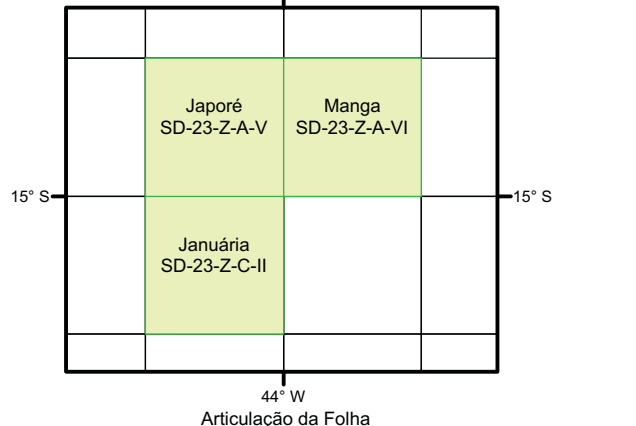 Japoré
SD-23-Z-A-V
Manga
SD-23-Z-A-VI
15° S
15° S
Januária
SD-23-Z-C-II
44° W
Articulação da Folha